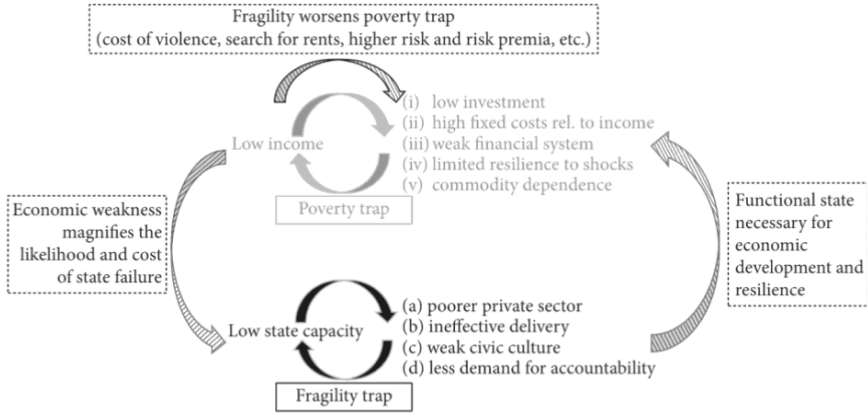 Fragility worsens poverty trap
(cost of violence, search for rents, higher risk and risk premia, etc.)
Low income
(i) low investment
(ii) high fixed costs rel. to income
(iii) weak financial system
(iv) limited resilience to shocks
(v) commodity dependence
Poverty trap
Economic weakness
magnifies the
likelihood and cost
of state failure
Functional state
necessary for
economic
development and
resilience
Low state capacity
(a) poorer private sector
(b) ineffective delivery
(c) weak civic culture
(d) less demand for accountability
Fragility trap